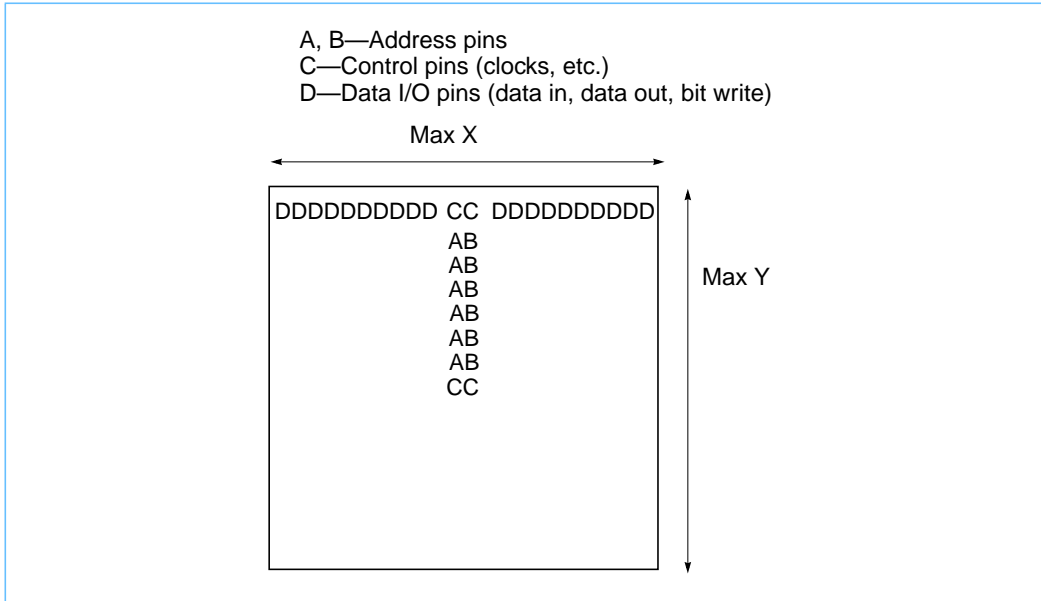 A, B—Address pins
C—Control pins (clocks, etc.)
D—Data I/O pins (data in, data out, bit write)
Max X
DDDDDDDDDD CC DDDDDDDDDD
AB
AB
AB
AB
AB
AB
CC
Max Y